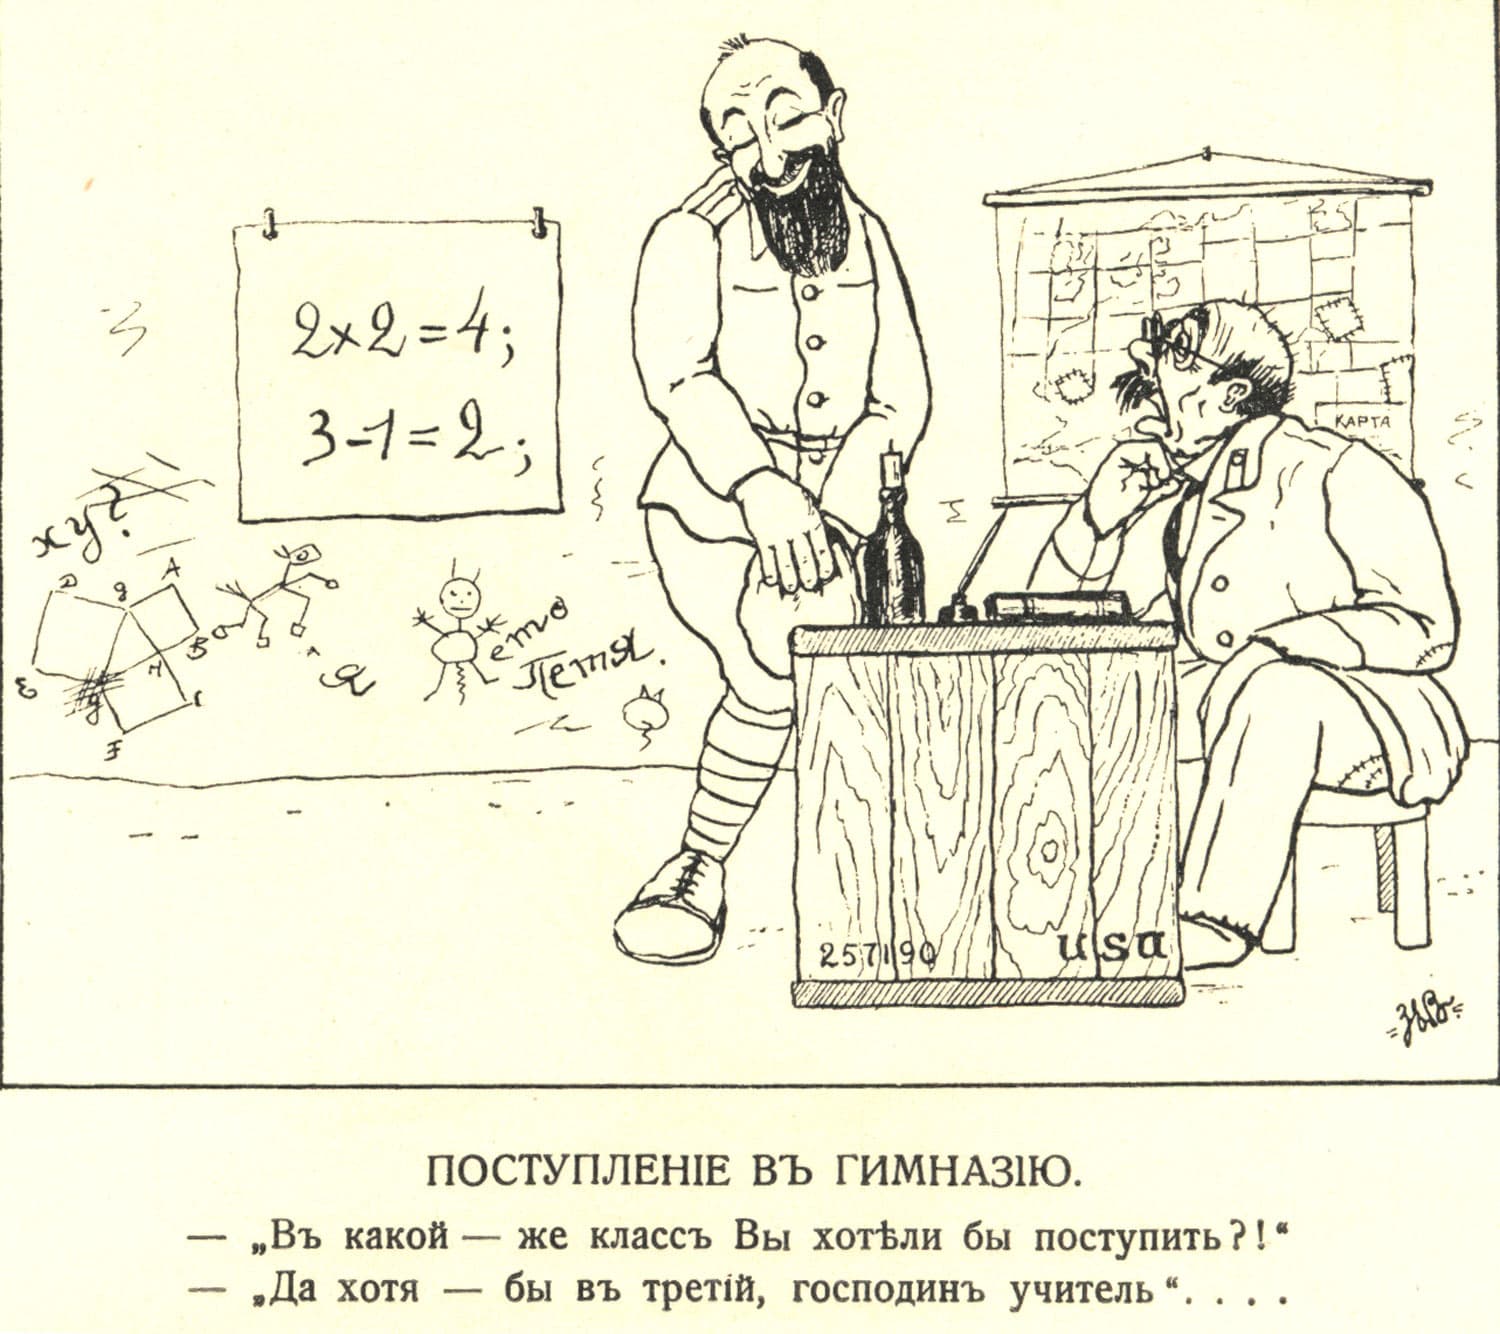 2×2=4;
3-1=2;
КАРТА
ху?
D g A
B
E H
g
F
Я
ето
Петя.
257190 usa
ПОСТУПЛЕНІЕ ВЪ ГИМНАЗІЮ.
— „Въ какой — же классъ Вы хотѣли бы поступить?!“
— „Да хотя — бы въ третій, господинъ учитель“. . . .